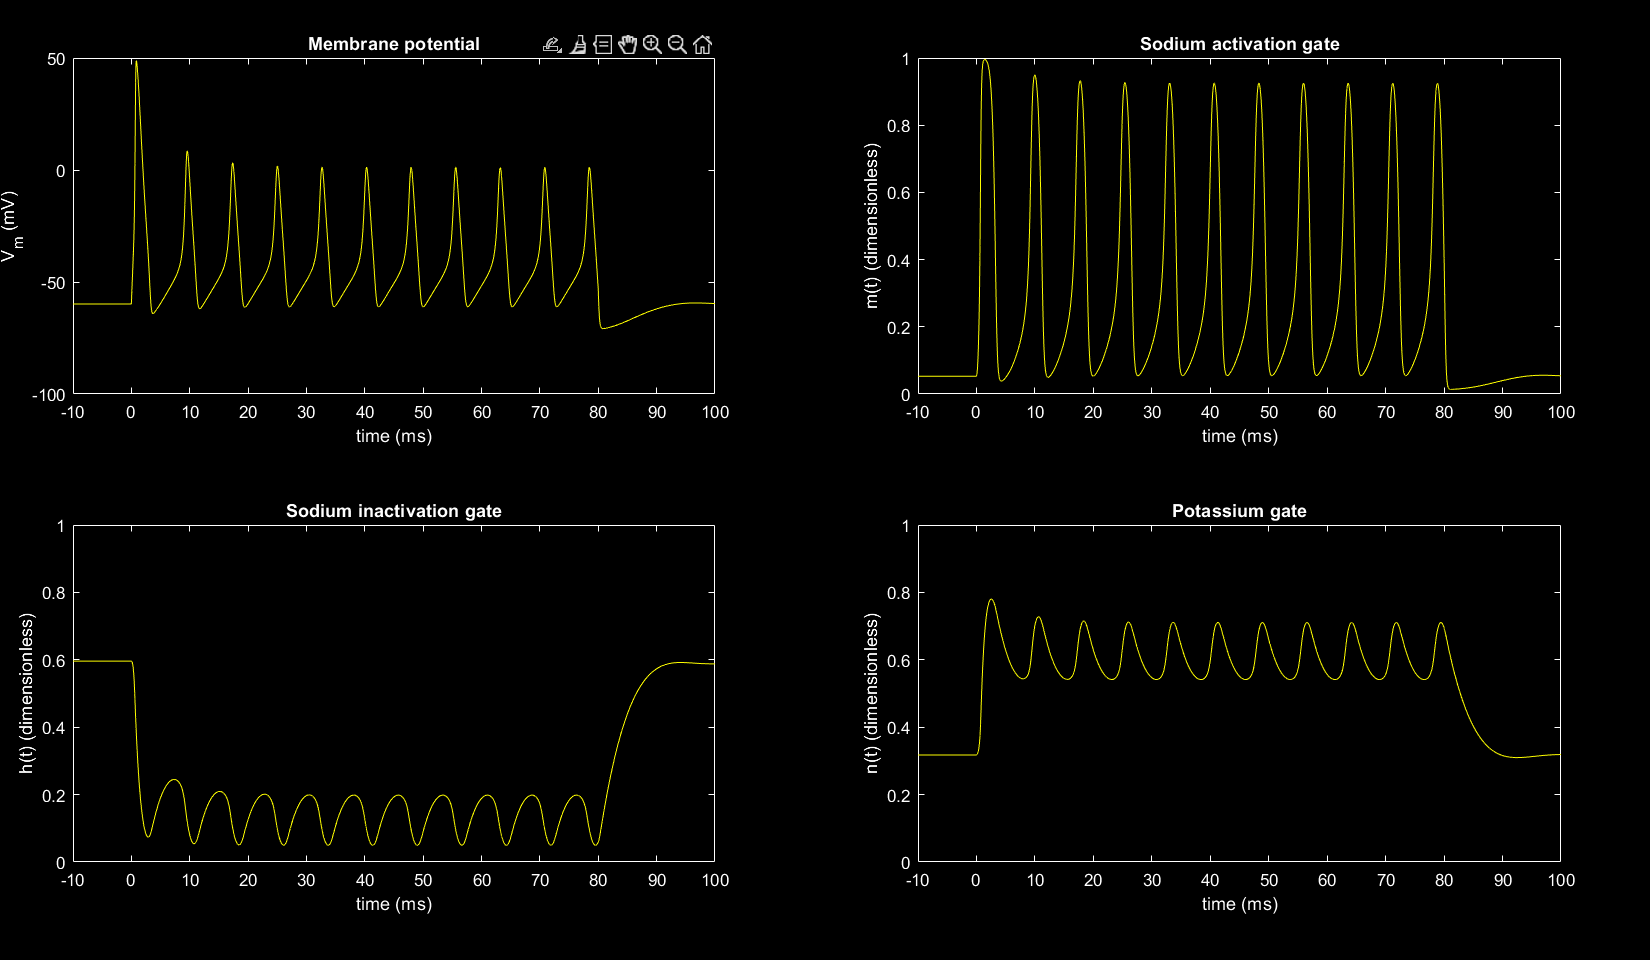 Membrane potential
50
0
-50
-100
V_m (mV)
-10 0 10 20 30 40 50 60 70 80 90 100
time (ms)
Sodium activation gate
1
0.8
0.6
0.4
0.2
0
m(t) (dimensionless)
-10 0 10 20 30 40 50 60 70 80 90 100
time (ms)
Sodium inactivation gate
1
0.8
0.6
0.4
0.2
0
h(t) (dimensionless)
-10 0 10 20 30 40 50 60 70 80 90 100
time (ms)
Potassium gate
1
0.8
0.6
0.4
0.2
0
n(t) (dimensionless)
-10 0 10 20 30 40 50 60 70 80 90 100
time (ms)